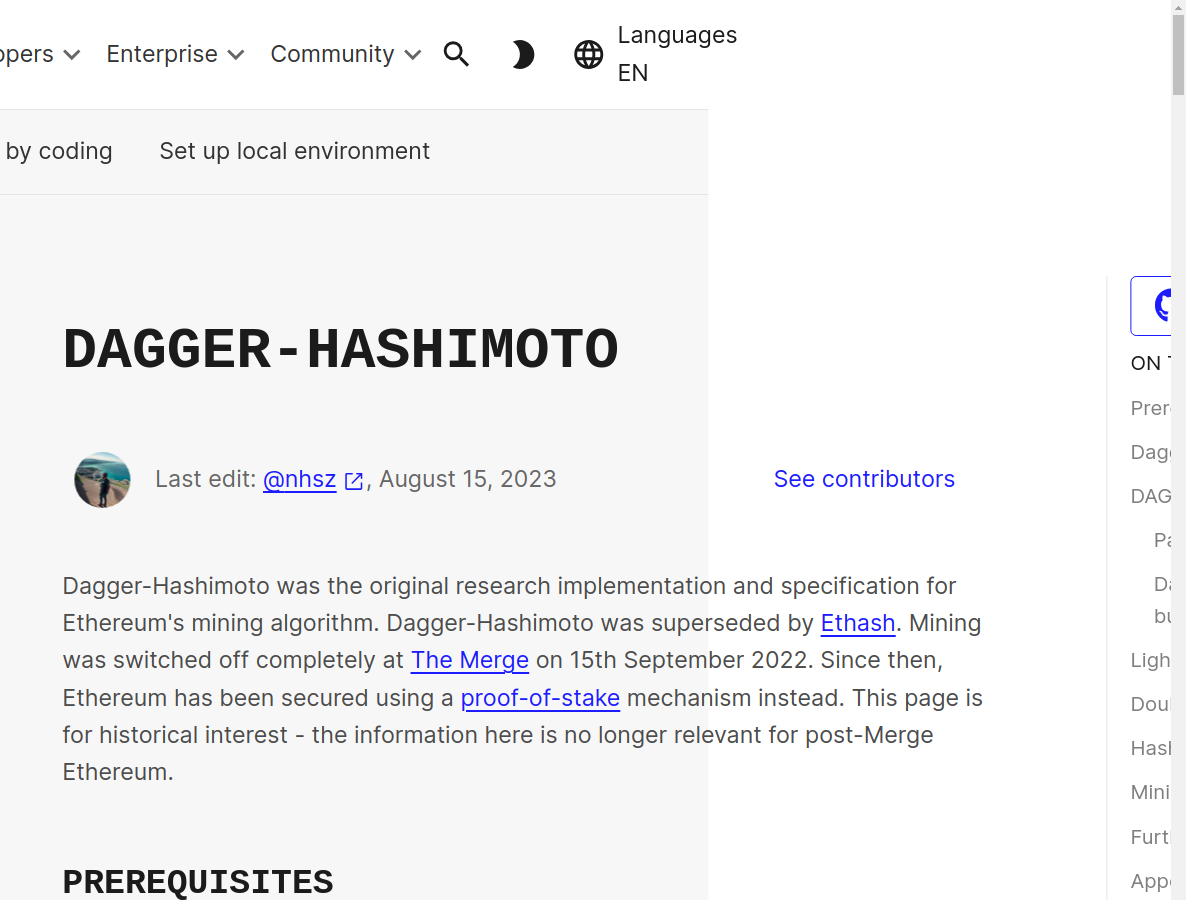 opers Enterprise Community Languages
EN
by coding Set up local environment
DAGGER-HASHIMOTO
ON T
Last edit: @nhsz , August 15, 2023 See contributors
Dagger-Hashimoto was the original research implementation and specification for
Ethereum's mining algorithm. Dagger-Hashimoto was superseded by Ethash. Mining
was switched off completely at The Merge on 15th September 2022. Since then,
Ethereum has been secured using a proof-of-stake mechanism instead. This page is
for historical interest - the information here is no longer relevant for post-Merge
Ethereum.
PREREQUISITES
Prer
Dagg
DAG
Pa
Da
bu
Ligh
Doul
Hash
Mini
Furt
Appe